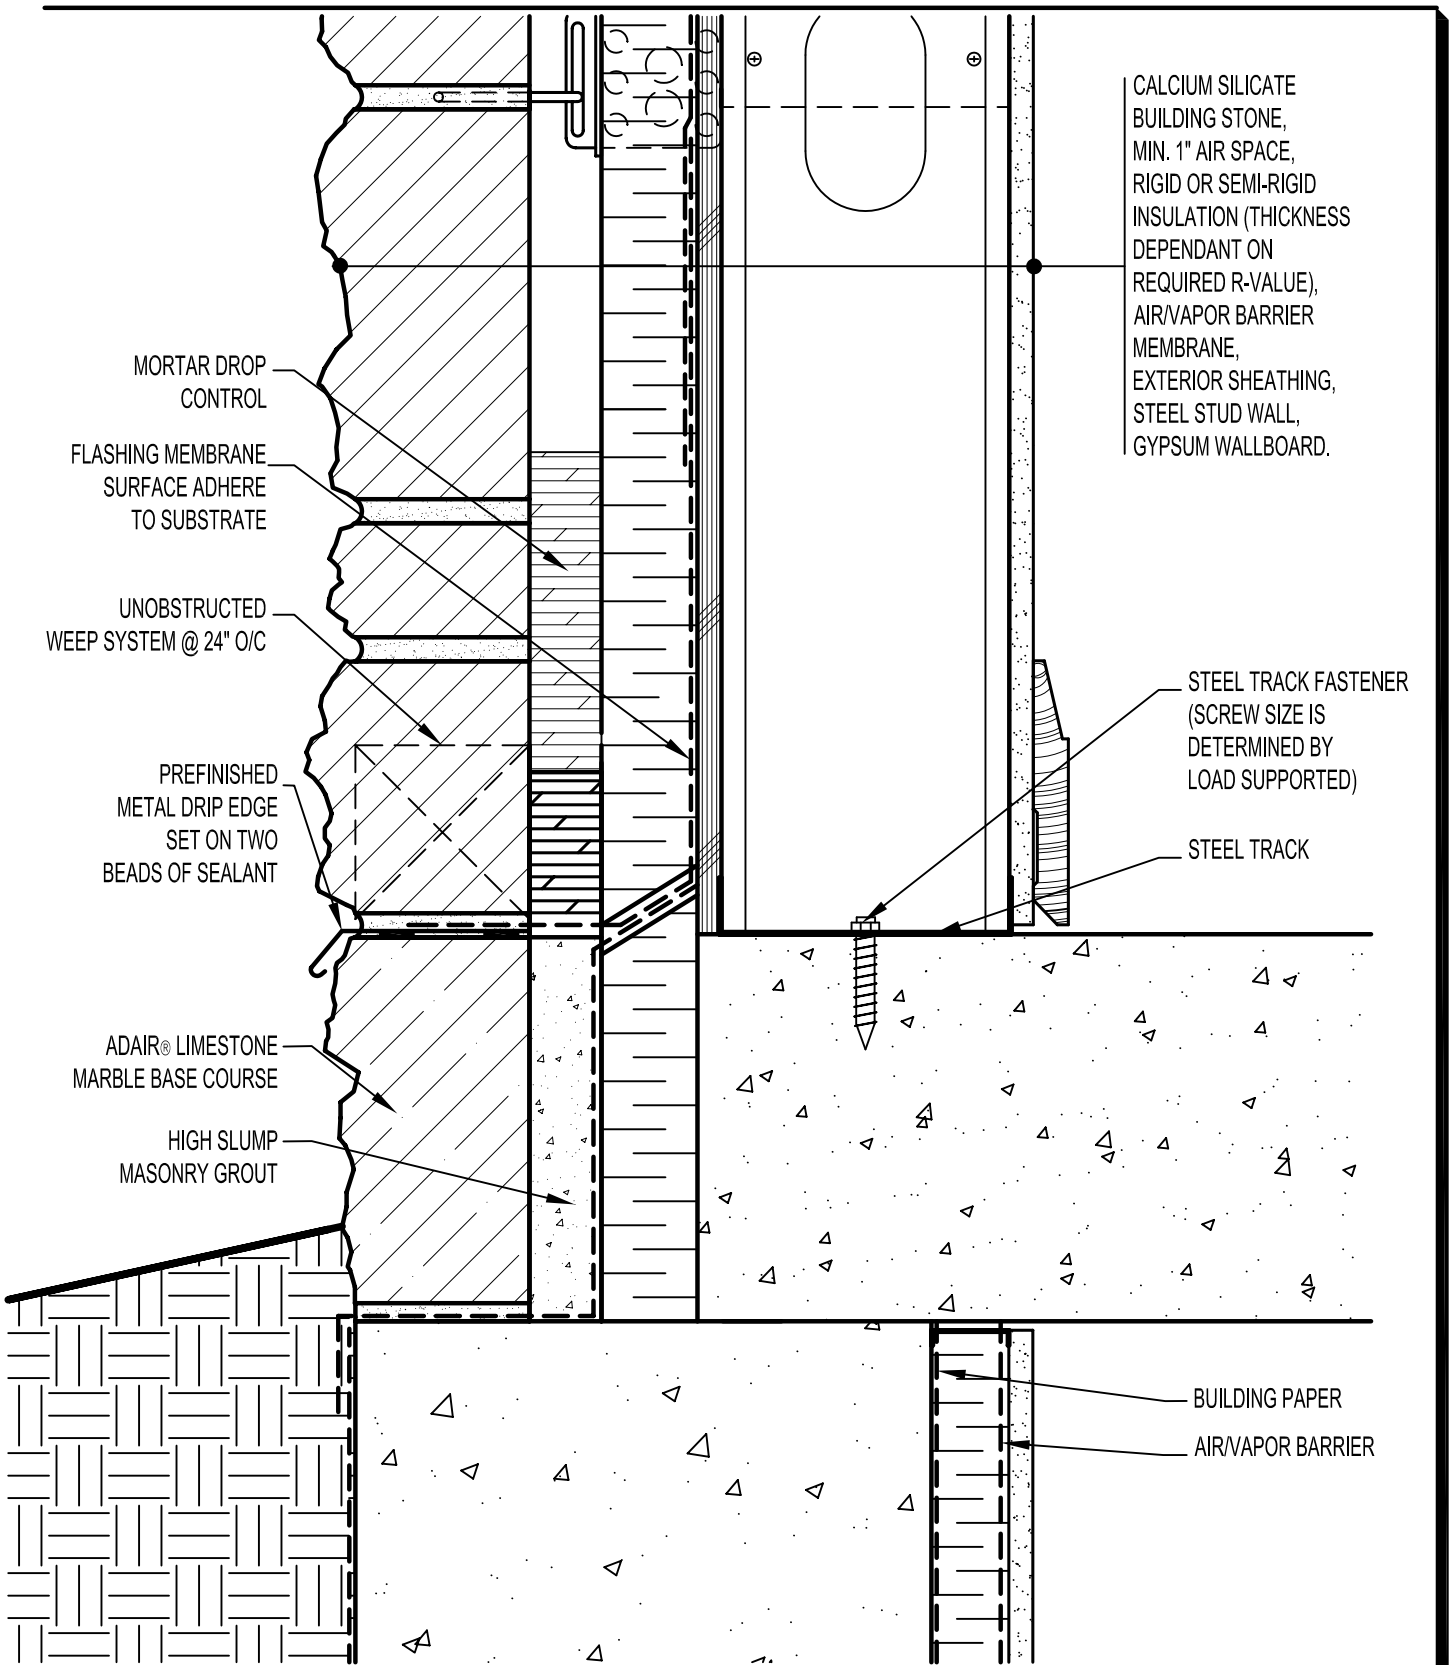 CALCIUM SILICATE
BUILDING STONE,
MIN. 1" AIR SPACE,
RIGID OR SEMI-RIGID
INSULATION (THICKNESS
DEPENDANT ON
REQUIRED R-VALUE),
AIR/VAPOR BARRIER
MEMBRANE,
EXTERIOR SHEATHING,
STEEL STUD WALL,
GYPSUM WALLBOARD.
MORTAR DROP
CONTROL
FLASHING MEMBRANE
SURFACE ADHERE
TO SUBSTRATE
UNOBSTRUCTED
WEEP SYSTEM @ 24" O/C
PREFINISHED
METAL DRIP EDGE
SET ON TWO
BEADS OF SEALANT
STEEL TRACK FASTENER
(SCREW SIZE IS
DETERMINED BY
LOAD SUPPORTED)
STEEL TRACK
ADAIR® LIMESTONE
MARBLE BASE COURSE
HIGH SLUMP
MASONRY GROUT
BUILDING PAPER
AIR/VAPOR BARRIER